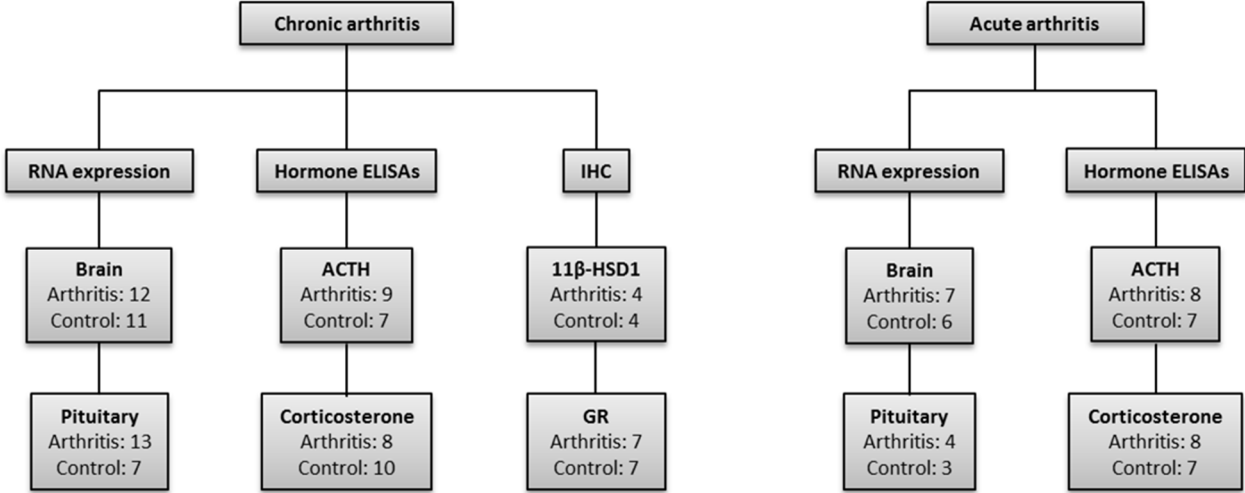 Chronic arthritis
Acute arthritis
RNA expression
Hormone ELISAs
IHC
RNA expression
Hormone ELISAs
Brain
Arthritis: 12
Control: 11
ACTH
Arthritis: 9
Control: 7
11β-HSD1
Arthritis: 4
Control: 4
Brain
Arthritis: 7
Control: 6
ACTH
Arthritis: 8
Control: 7
Pituitary
Arthritis: 13
Control: 7
Corticosterone
Arthritis: 8
Control: 10
GR
Arthritis: 7
Control: 7
Pituitary
Arthritis: 4
Control: 3
Corticosterone
Arthritis: 8
Control: 7